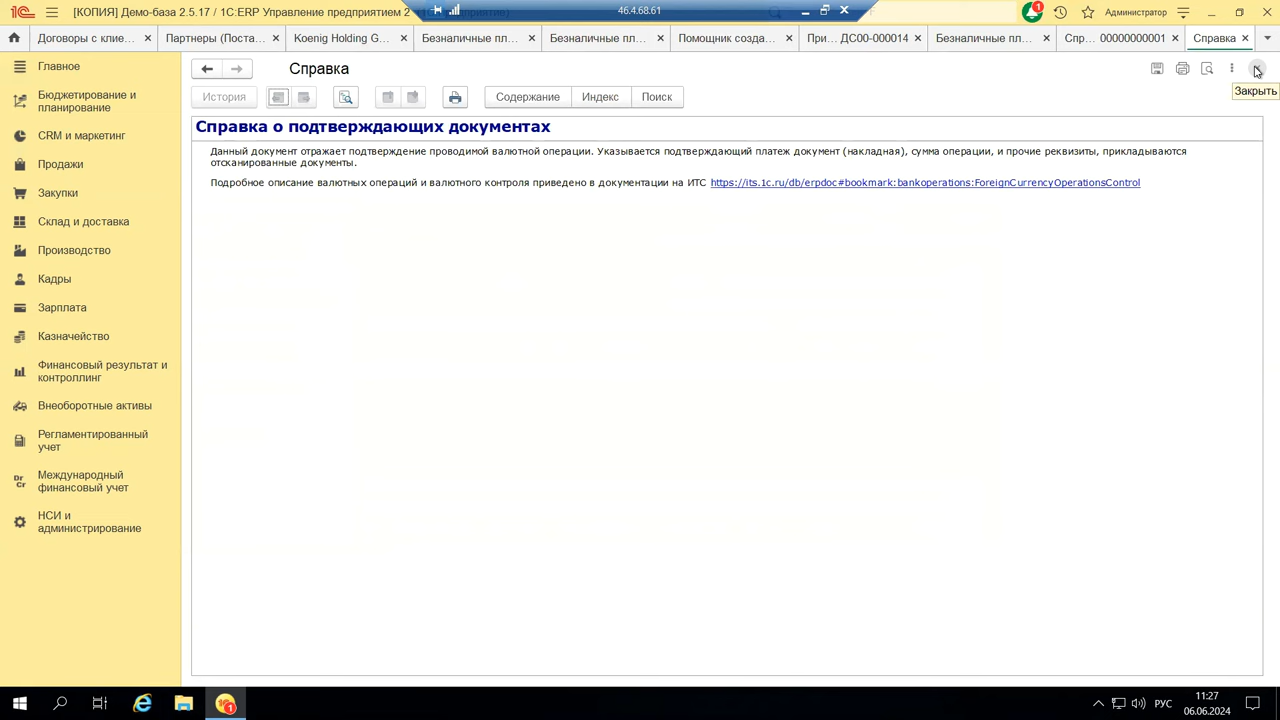 [КОПИЯ] Демо-база 2.5.17 / 1С:ERP Управление предприятием 2
46.4.68.61
Администратор
1
Договоры с клие...
Партнеры (Поста...
Koenig Holding G...
Безналичные пл...
Безналичные пл...
Помощник созда...
При... ДС00-000014
Безналичные пл...
Спр... 00000000001
Справка
Главное
Бюджетирование и
планирование
CRM и маркетинг
Продажи
Закупки
Склад и доставка
Производство
Кадры
Зарплата
Казначейство
Финансовый результат и
контроллинг
Внеоборотные активы
Регламентированный
учет
Международный
финансовый учет
НСИ и
администрирование
Справка
Закрыть
История
Содержание
Индекс
Поиск
Справка о подтверждающих документах
Данный документ отражает подтверждение проводимой валютной операции. Указывается подтверждающий платеж документ (накладная), сумма операции, и прочие реквизиты, прикладываются
отсканированные документы.
Подробное описание валютных операций и валютного контроля приведено в документации на ИТС https://its.1c.ru/db/erpdoc#bookmark:bankoperations:ForeignCurrencyOperationsControl
РУС
11:27
06.06.2024